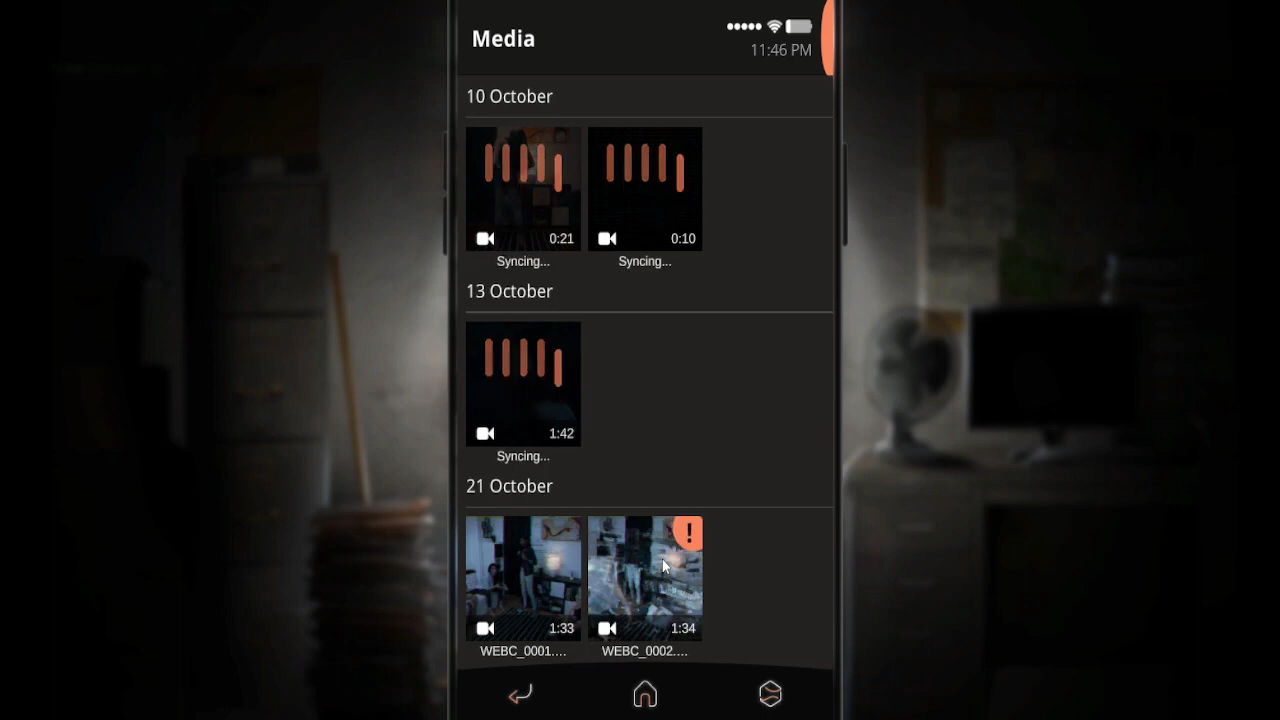 Media
11:46 PM
10 October
0:21
0:10
Syncing...
Syncing...
13 October
1:42
Syncing...
21 October
!
1:33
1:34
WEBC_0001....
WEBC_0002....